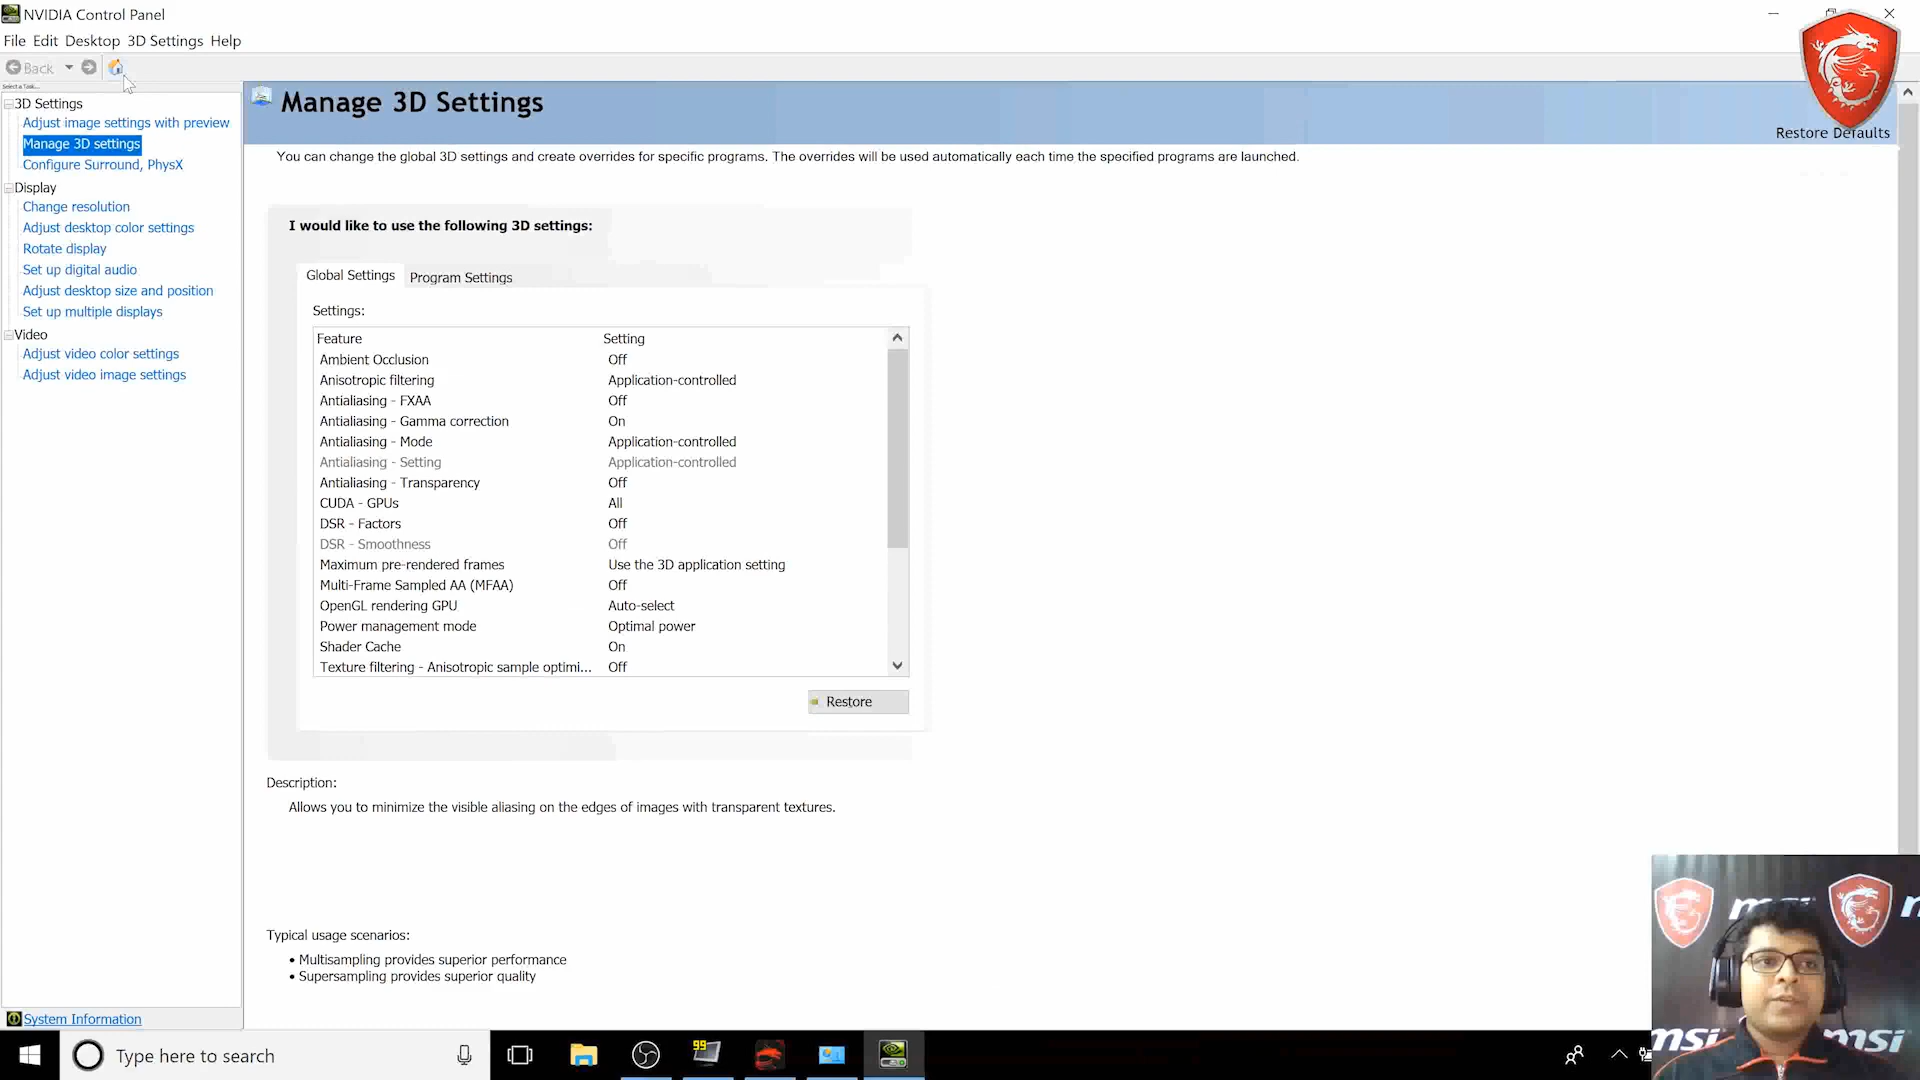 NVIDIA Control Panel
File Edit Desktop 3D Settings Help
Back
Select a Task...
3D Settings
Adjust image settings with preview
Manage 3D settings
Configure Surround, PhysX
Display
Change resolution
Adjust desktop color settings
Rotate display
Set up digital audio
Adjust desktop size and position
Set up multiple displays
Video
Adjust video color settings
Adjust video image settings
System Information
Manage 3D Settings
Restore Defaults
You can change the global 3D settings and create overrides for specific programs. The overrides will be used automatically each time the specified programs are launched.
I would like to use the following 3D settings:
Global Settings Program Settings
Settings:
Feature Setting
Ambient Occlusion Off
Anisotropic filtering Application-controlled
Antialiasing - FXAA Off
Antialiasing - Gamma correction On
Antialiasing - Mode Application-controlled
Antialiasing - Setting Application-controlled
Antialiasing - Transparency Off
CUDA - GPUs All
DSR - Factors Off
DSR - Smoothness Off
Maximum pre-rendered frames Use the 3D application setting
Multi-Frame Sampled AA (MFAA) Off
OpenGL rendering GPU Auto-select
Power management mode Optimal power
Shader Cache On
Texture filtering - Anisotropic sample optimi... Off
Restore
Description:
Allows you to minimize the visible aliasing on the edges of images with transparent textures.
Typical usage scenarios:
• Multisampling provides superior performance
• Supersampling provides superior quality
msi msi
Type here to search
99